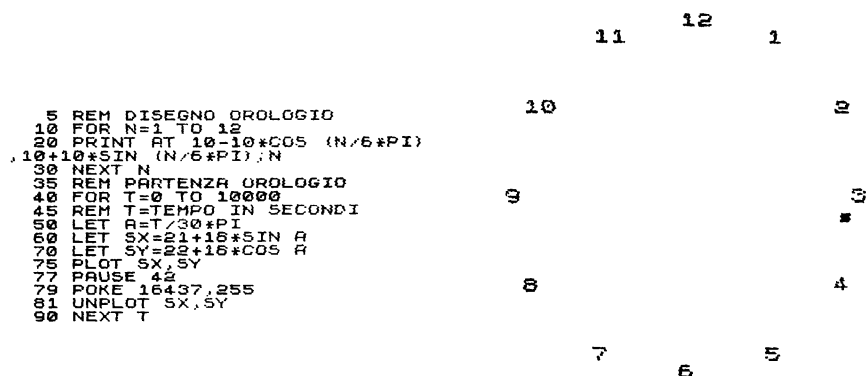 5 REM DISEGNO OROLOGIO
10 FOR N=1 TO 12
20 PRINT AT 10-10*COS (N/6*PI)
,10+10*SIN (N/6*PI);N
30 NEXT N
35 REM PARTENZA OROLOGIO
40 FOR T=0 TO 10000
45 REM T=TEMPO IN SECONDI
50 LET A=T/30*PI
60 LET SX=21+18*SIN A
70 LET SY=22+18*COS A
75 PLOT SX,SY
77 PAUSE 42
79 POKE 16437,255
81 UNPLOT SX,SY
90 NEXT T
12
11 1
10 2
9 3
8 4
7 5
6